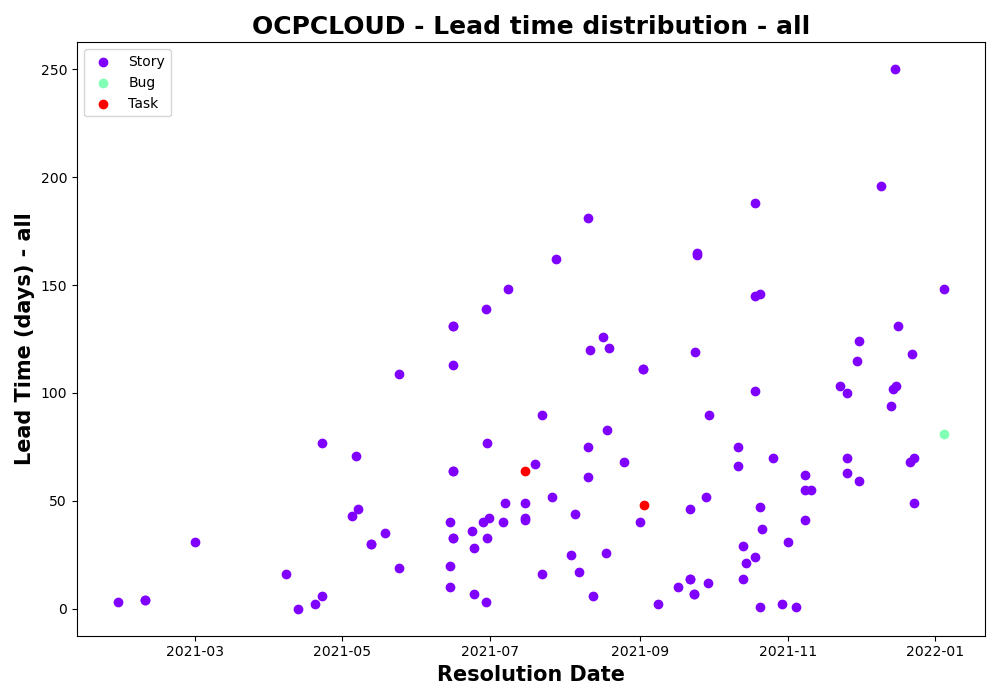 OCPCLOUD - Lead time distribution - all
Story
Bug
Task
250
200
150
100
50
0
Lead Time (days) - all
2021-03 2021-05 2021-07 2021-09 2021-11 2022-01
Resolution Date